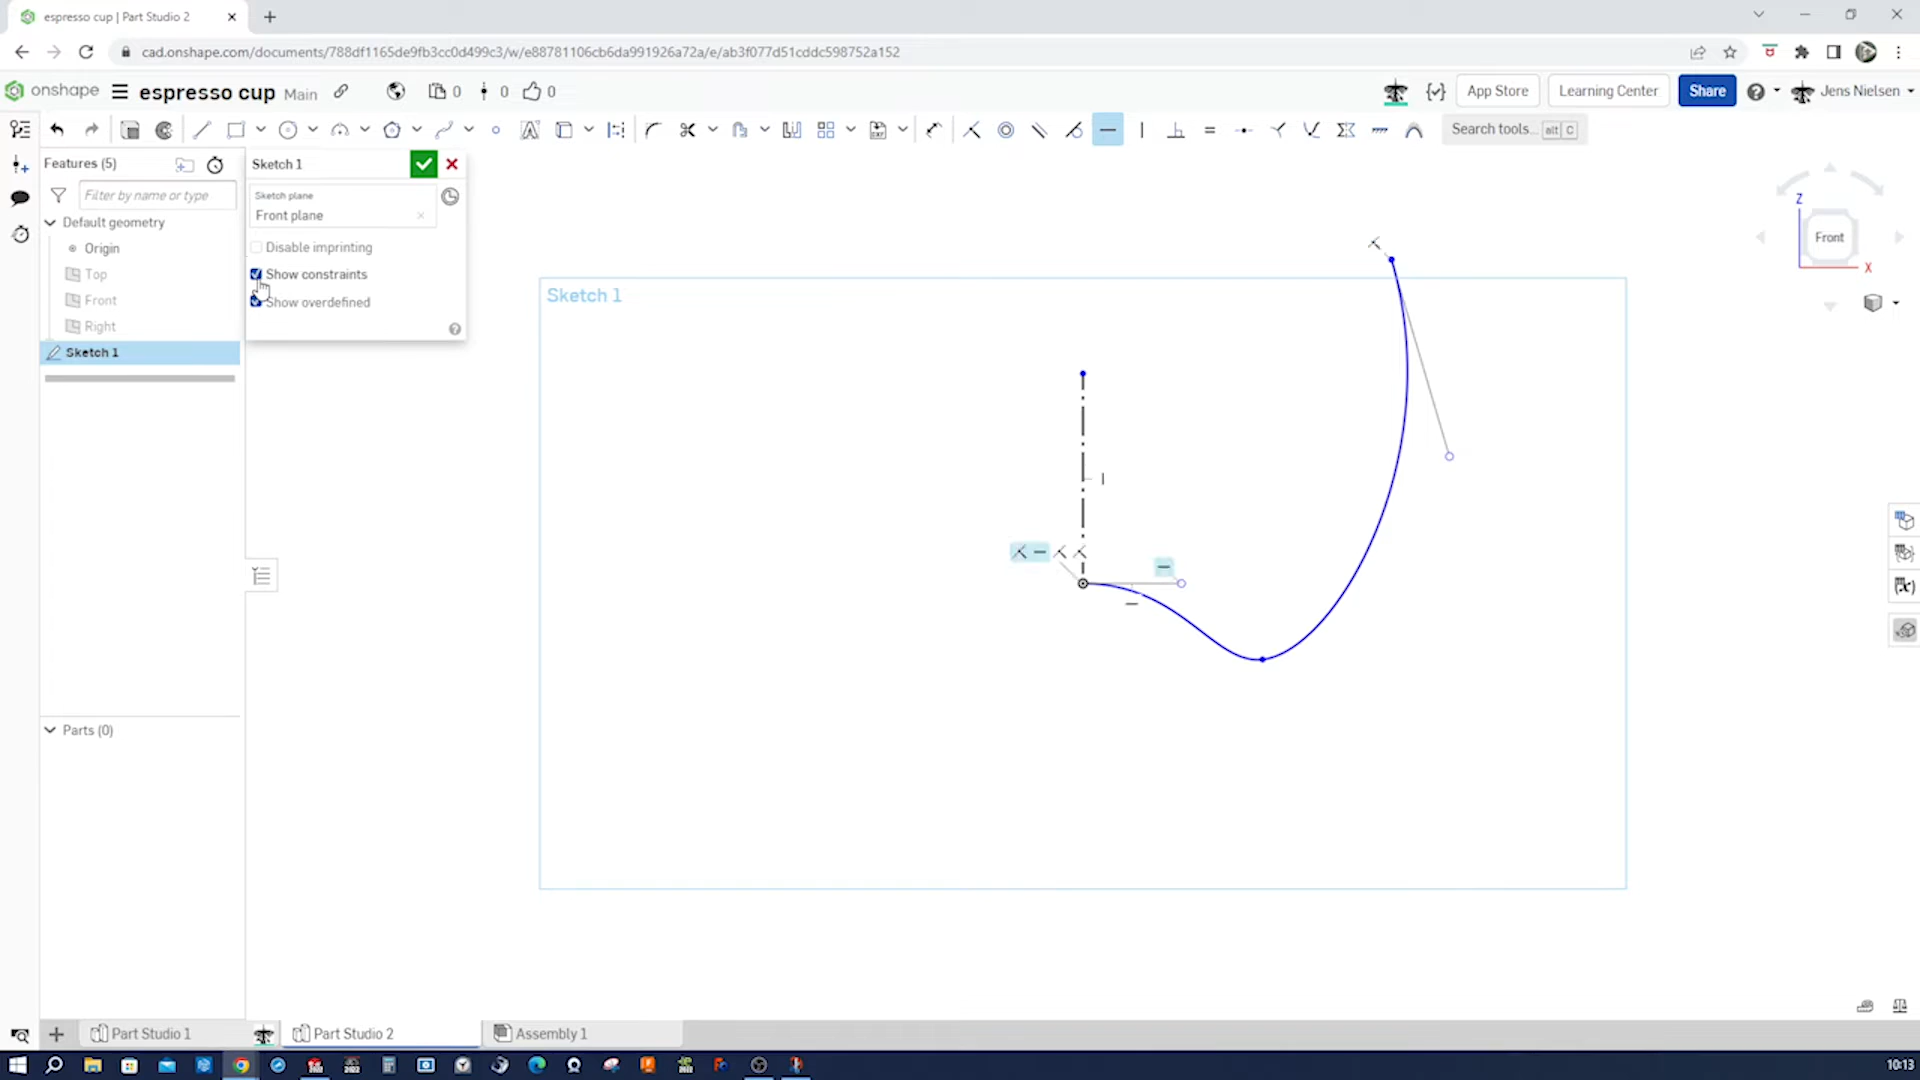 espresso cup | Part Studio 2
cad.onshape.com/documents/788df1165de9fb3cc0d499c3/w/e88781106cb6da991926a72a/e/ab3f077d51cddc598752a152
onshape
espresso cup Main
0
0
0
App Store
Learning Center
Share
Jens Nielsen
Search tools... alt C
Features (5)
Filter by name or type
Default geometry
Origin
Top
Front
Right
Sketch 1
Parts (0)
Sketch 1
Sketch plane
Front plane
Disable imprinting
Show constraints
Show overdefined
Sketch 1
Z
Front
X
Part Studio 1
Part Studio 2
Assembly 1
10:13